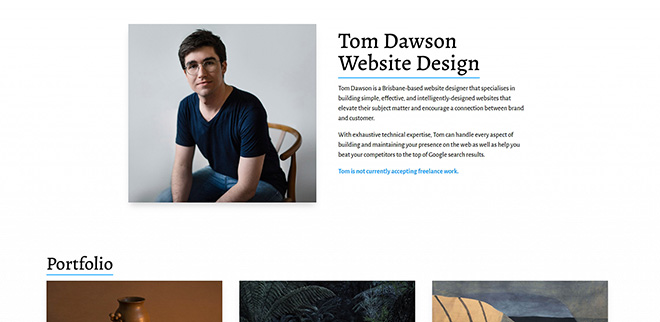 Tom Dawson
Website Design
Tom Dawson is a Brisbane-based website designer that specialises in
building simple, effective, and intelligently-designed websites that
elevate their subject matter and encourage a connection between brand
and customer.
With exhaustive technical expertise, Tom can handle every aspect of
building and maintaining your presence on the web as well as help you
beat your competitors to the top of Google search results.
Tom is not currently accepting freelance work.
Portfolio